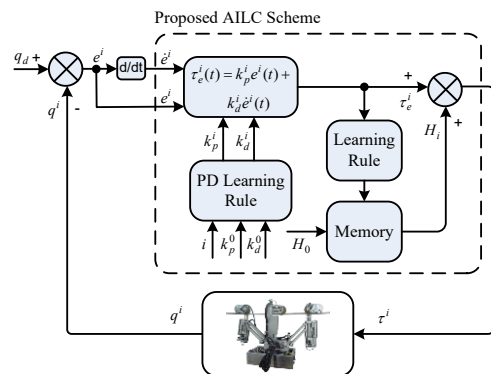 Proposed AILC Scheme
q_d +
e^i
d/dt
ė^i
e^i
q^i
-
τ_e^i(t) = k_p^i e^i(t) +
k_d^i ė^i(t)
+
τ_e^i
H_i
+
k_p^i k_d^i
Learning
Rule
PD Learning
Rule
Memory
H_0
i k_p^0 k_d^0
q^i
τ^i